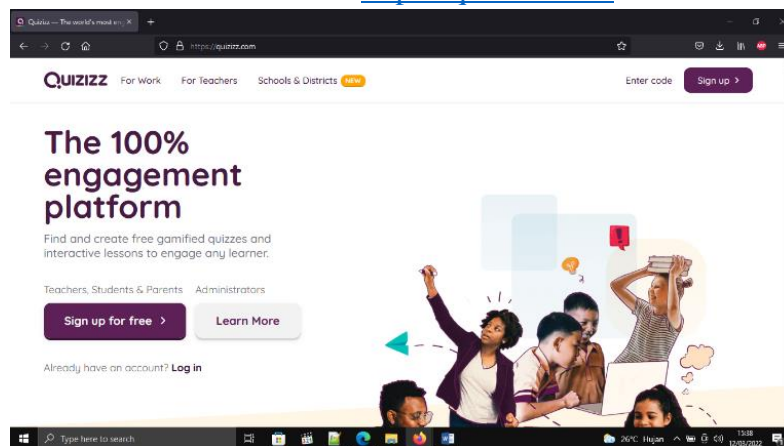 Quizizz — The world's most en
https://quizizz.com
QUIZIZZ For Work For Teachers Schools & Districts NEW Enter code Sign up >
The 100%
engagement
platform
Find and create free gamified quizzes and
interactive lessons to engage any learner.
Teachers, Students & Parents Administrators
Sign up for free > Learn More
Already have an account? Log in
Type here to search 26°C Hujan 13:38
12/05/2022